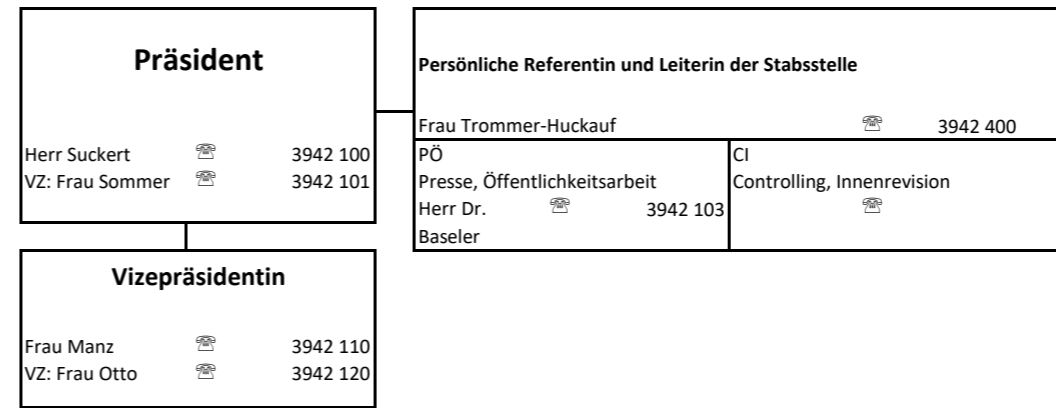 Präsident
Herr Suckert ☏ 3942 100
VZ: Frau Sommer ☏ 3942 101
Persönliche Referentin und Leiterin der Stabsstelle
Frau Trommer-Huckauf ☏ 3942 400
PÖ
Presse, Öffentlichkeitsarbeit
Herr Dr. ☏ 3942 103
Baseler
CI
Controlling, Innenrevision
☏
Vizepräsidentin
Frau Manz ☏ 3942 110
VZ: Frau Otto ☏ 3942 120